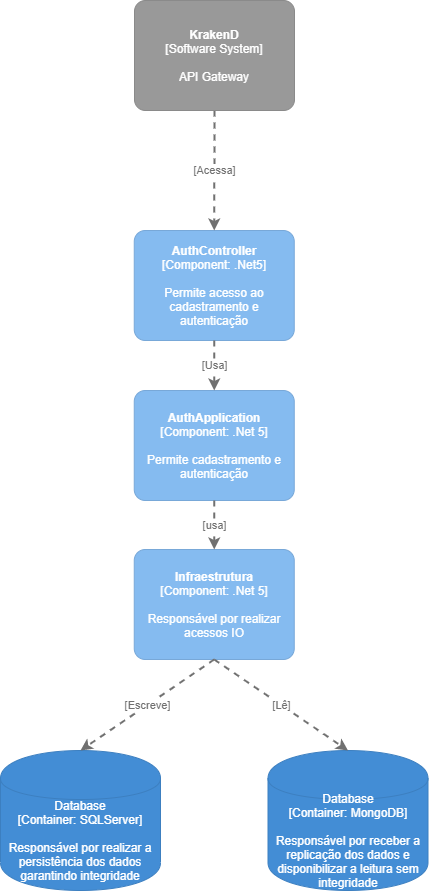 KrakenD
[Software System]
API Gateway
[Acessa]
AuthController
[Component: .Net5]
Permite acesso ao
cadastramento e
autenticação
[Usa]
AuthApplication
[Component: .Net 5]
Permite cadastramento e
autenticação
[usa]
Infraestrutura
[Component: .Net 5]
Responsável por realizar
acessos IO
[Escreve]
[Lê]
Database
[Container: SQLServer]
Responsável por realizar a
persistência dos dados
garantindo integridade
Database
[Container: MongoDB]
Responsável por receber a
replicação dos dados e
disponibilizar a leitura sem
integridade